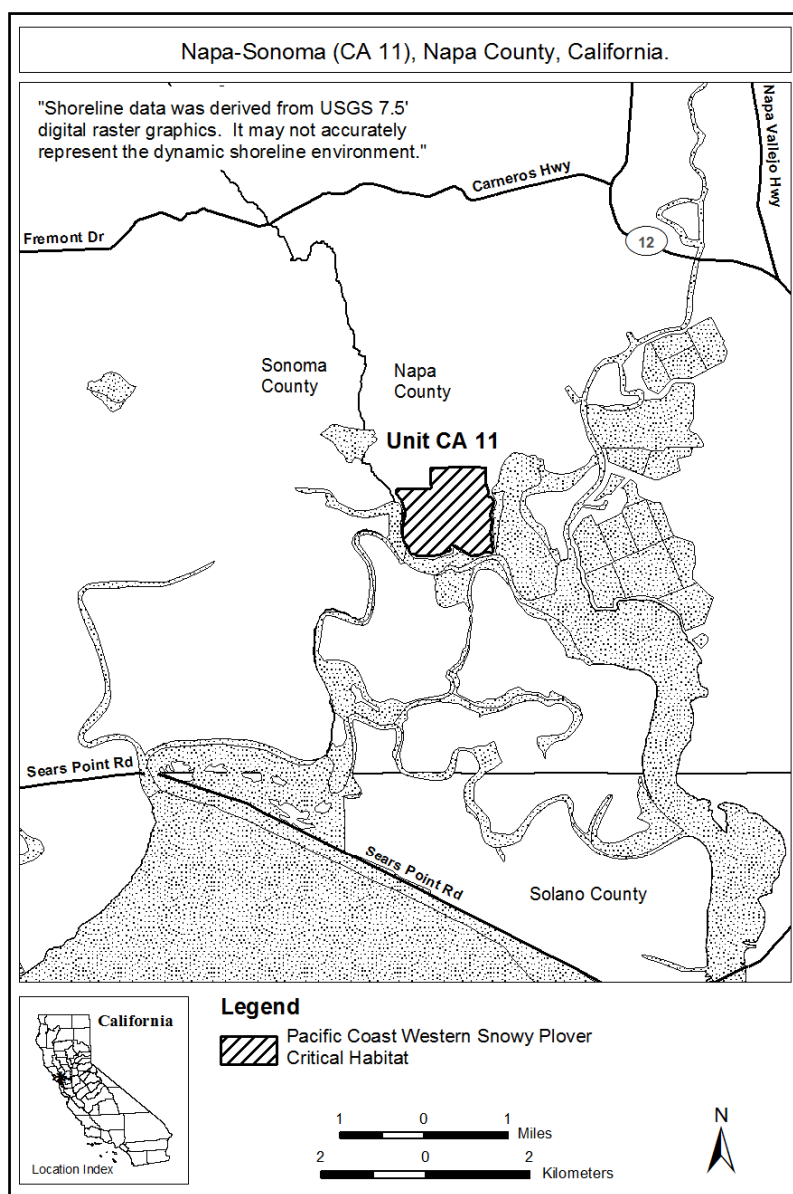 Napa-Sonoma (CA 11), Napa County, California.
"Shoreline data was derived from USGS 7.5'
digital raster graphics.  It may not accurately
represent the dynamic shoreline environment."
Napa Vallejo Hwy
Carneros Hwy
Fremont Dr
12
Sonoma
County
Napa
County
Unit CA 11
Sears Point Rd
Sears Point Rd
Solano County
California
Location Index
Legend
Pacific Coast Western Snowy Plover
Critical Habitat
1 0 1
Miles
2 0 2
Kilometers
N